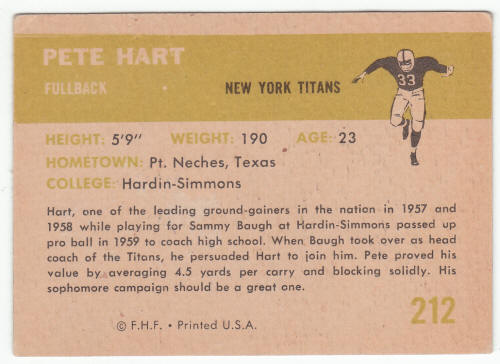 PETE HART
FULLBACK NEW YORK TITANS
33
HEIGHT: 5'9" WEIGHT: 190 AGE: 23
HOMETOWN: Pt. Neches, Texas
COLLEGE: Hardin-Simmons
Hart, one of the leading ground-gainers in the nation in 1957 and
1958 while playing for Sammy Baugh at Hardin-Simmons passed up
pro ball in 1959 to coach high school. When Baugh took over as head
coach of the Titans, he persuaded Hart to join him. Pete proved his
value by averaging 4.5 yards per carry and blocking solidly. His
sophomore campaign should be a great one.
212
© F.H.F. • Printed U.S.A.